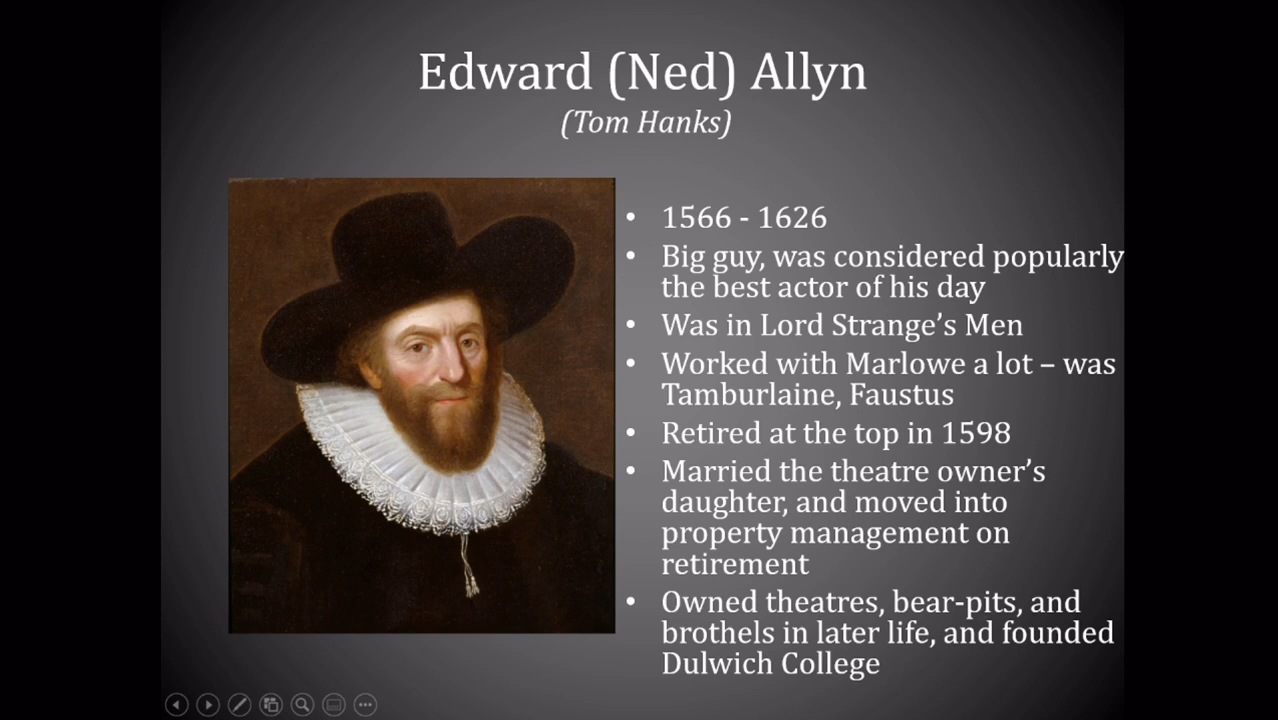 Edward (Ned) Allyn
(Tom Hanks)
• 1566 - 1626
• Big guy, was considered popularly
the best actor of his day
• Was in Lord Strange’s Men
• Worked with Marlowe a lot – was
Tamburlaine, Faustus
• Retired at the top in 1598
• Married the theatre owner’s
daughter, and moved into
property management on
retirement
• Owned theatres, bear-pits, and
brothels in later life, and founded
Dulwich College